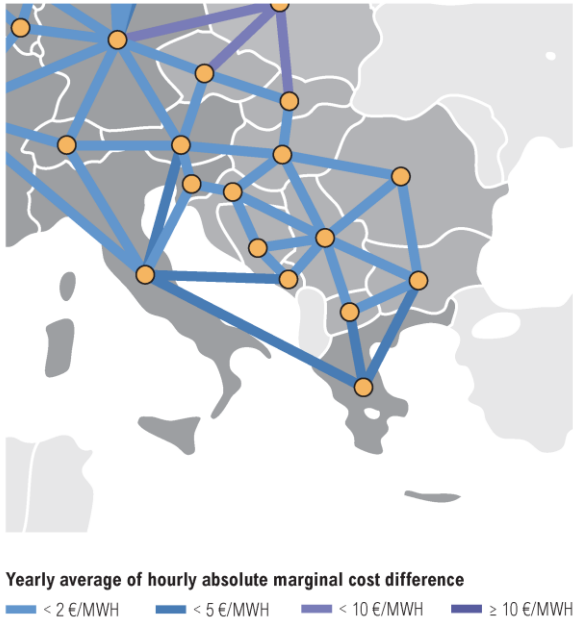 Yearly average of hourly absolute marginal cost difference
< 2 €/MWH < 5 €/MWH < 10 €/MWH ≥ 10 €/MWH